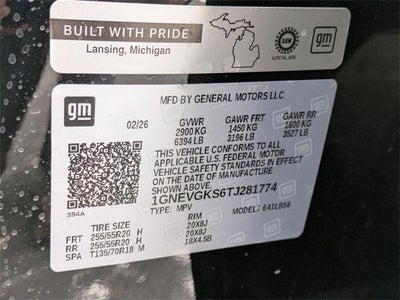 BUILT WITH PRIDE
Lansing, Michigan
UAW
LOCAL 602
gm
gm
MFD BY GENERAL MOTORS LLC
02/26 GVWR GAWR FRT GAWR RR
2900 KG 1450 KG 1600 KG
6394 LB 3196 LB 3527 LB
THIS VEHICLE CONFORMS TO ALL
APPLICABLE U.S. FEDERAL MOTOR
VEHICLE SAFETY STANDARDS IN EFFECT
ON THE DATE OF MANUFACTURE
SHOWN ABOVE.
1GNEVGKS6TJ281774
3S4A TYPE: MPV MODEL: 641LB56
TIRE SIZE RIM
FRT 255/55R20 H 20X8J
RR 255/55R20 H 20X8J
SPA T135/70R18 M 18X4.5B